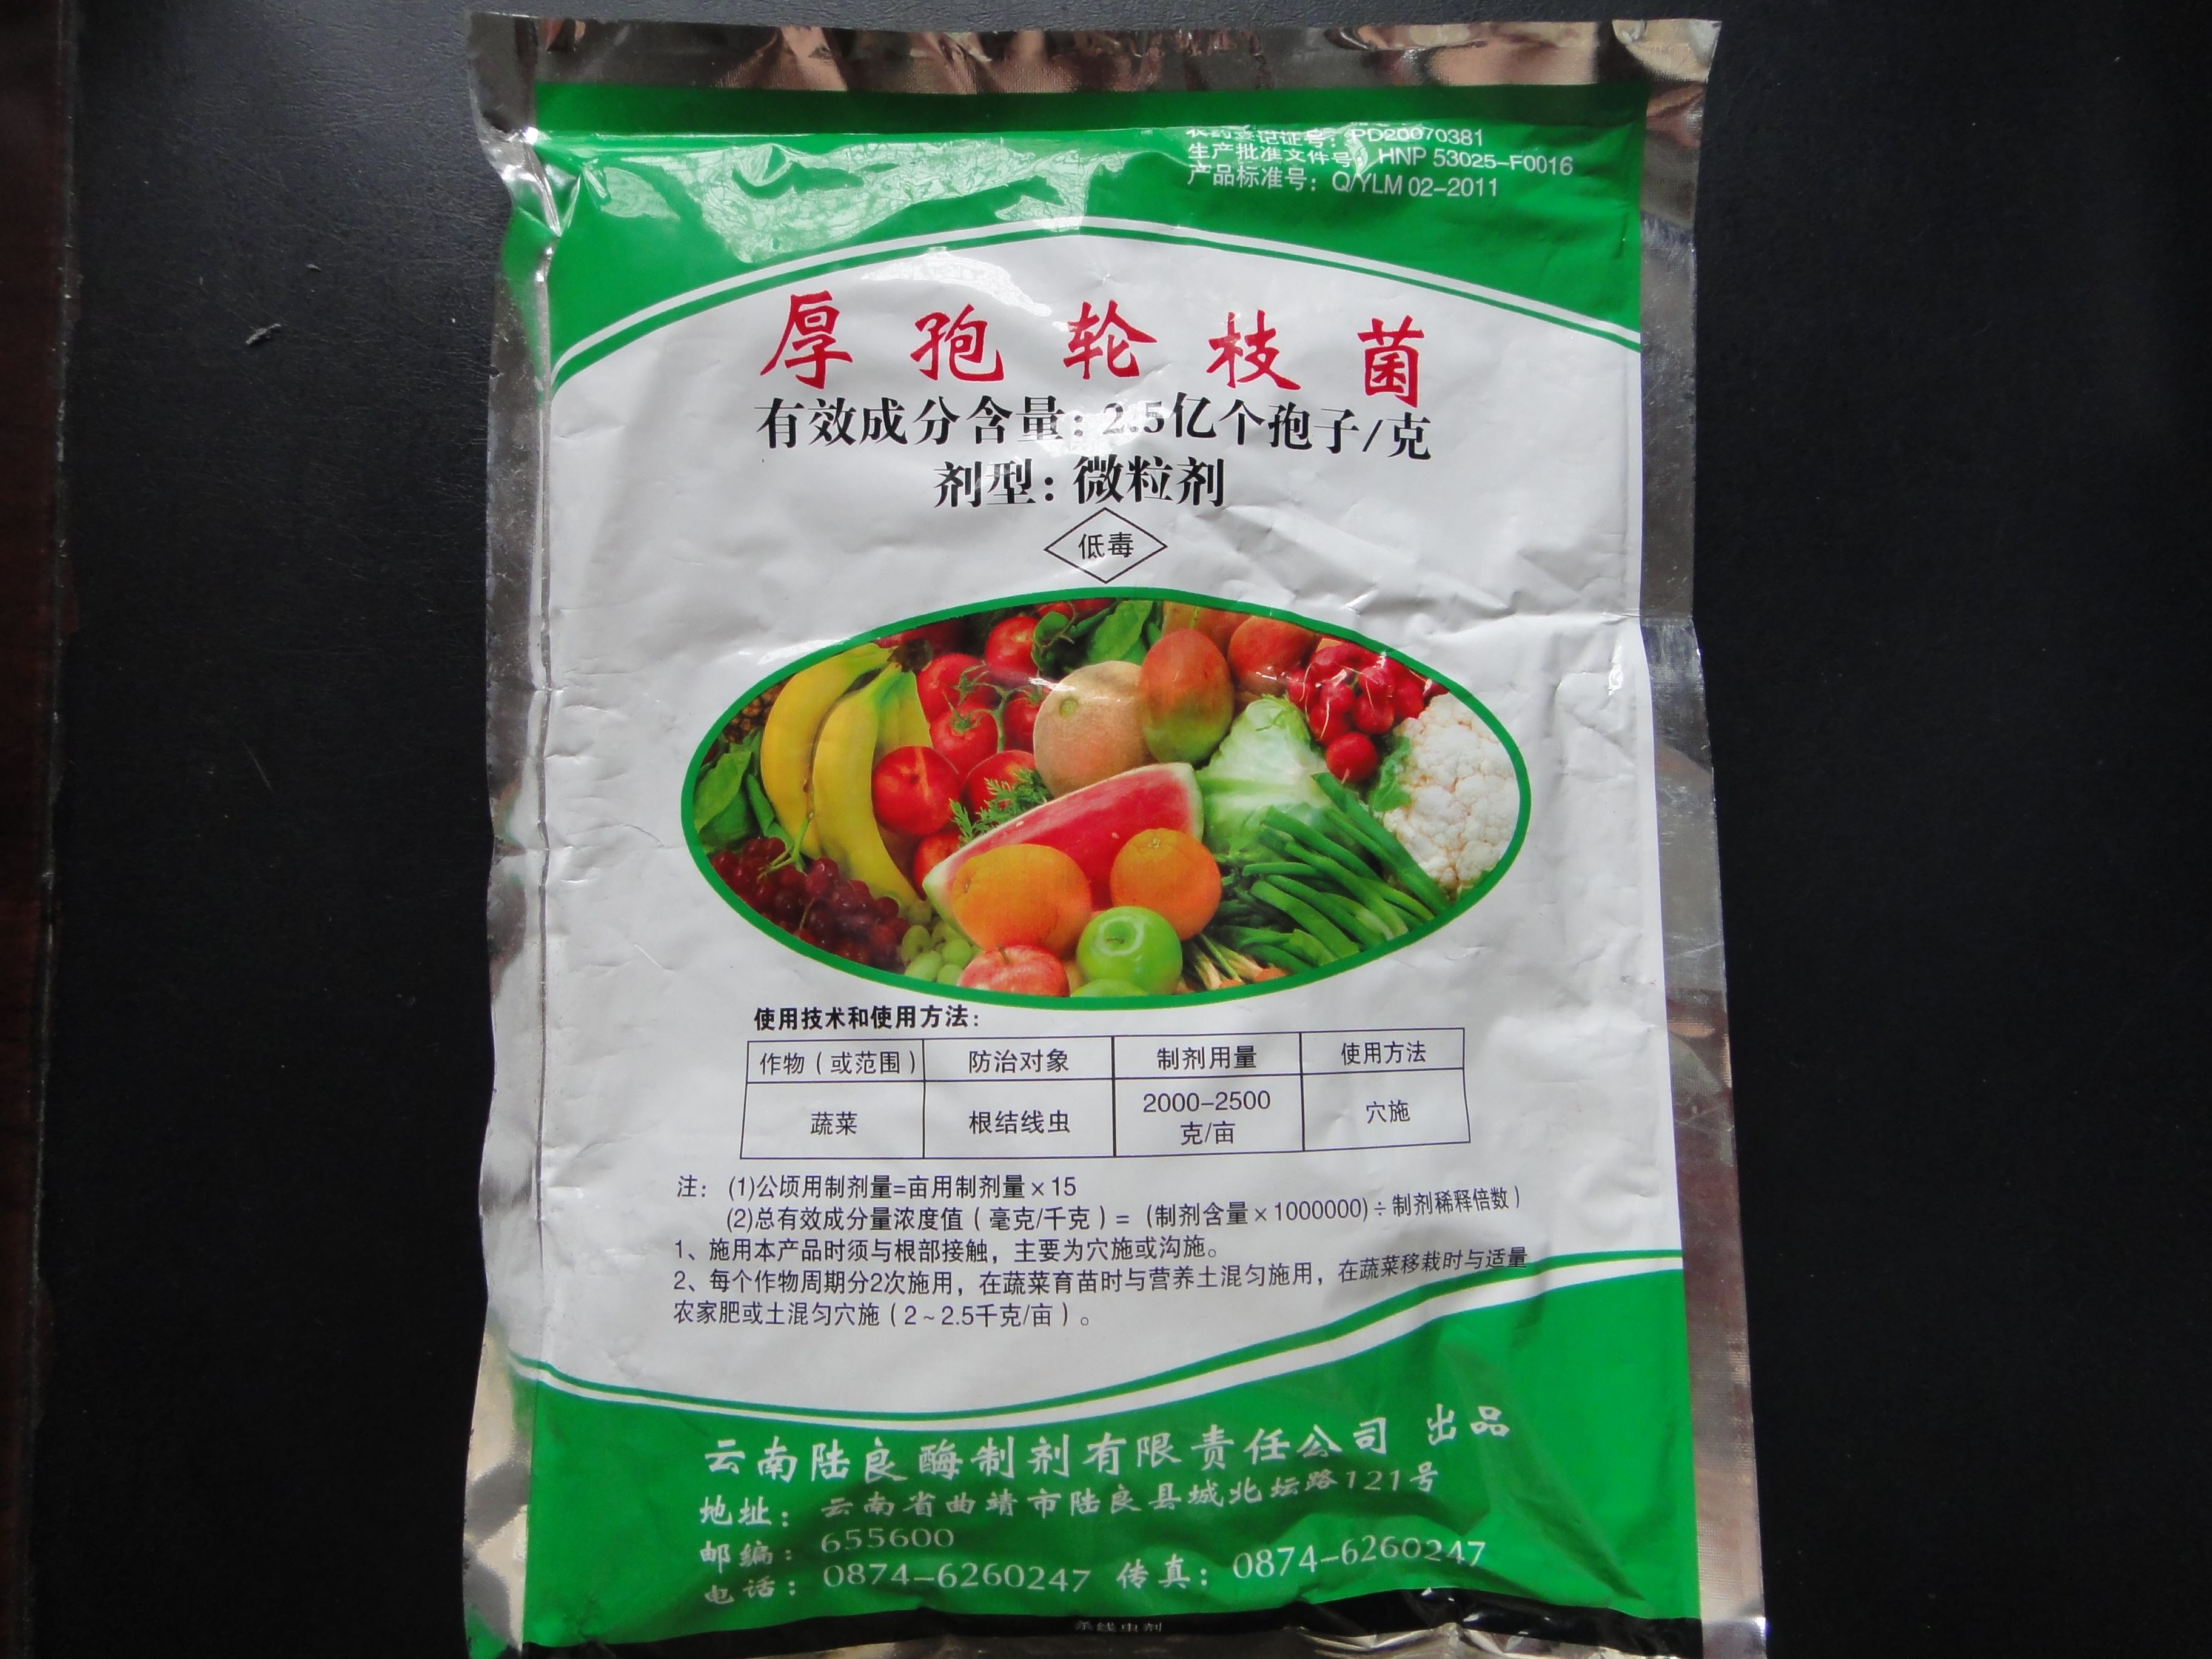 农药登记证号：PD20070381
生产批准文件号：HNP 53025-F0016
产品标准号：Q/YLM 02-2011
厚孢轮枝菌
有效成分含量：2.5亿个孢子/克
剂型：微粒剂
低毒
使用技术和使用方法：
作物（或范围） 防治对象 制剂用量 使用方法
蔬菜 根结线虫 2000-2500克/亩 穴施
注： (1)公顷用制剂量=亩用制剂量×15
(2)总有效成分量浓度值（毫克/千克）=（制剂含量×1000000)÷制剂稀释倍数）
1、施用本产品时须与根部接触，主要为穴施或沟施。
2、每个作物周期分2次施用，在蔬菜育苗时与营养土混匀施用，在蔬菜移栽时与适量
农家肥或土混匀穴施（2~2.5千克/亩）。
云南陆良酶制剂有限责任公司 出品
地址：云南省曲靖市陆良县城北坛路121号
邮编：655600
电话：0874-6260247 传真：0874-6260247
杀线虫剂